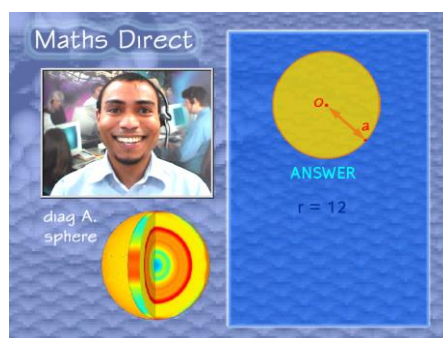 Maths Direct
diag A.
sphere
o.
a
ANSWER
r = 12